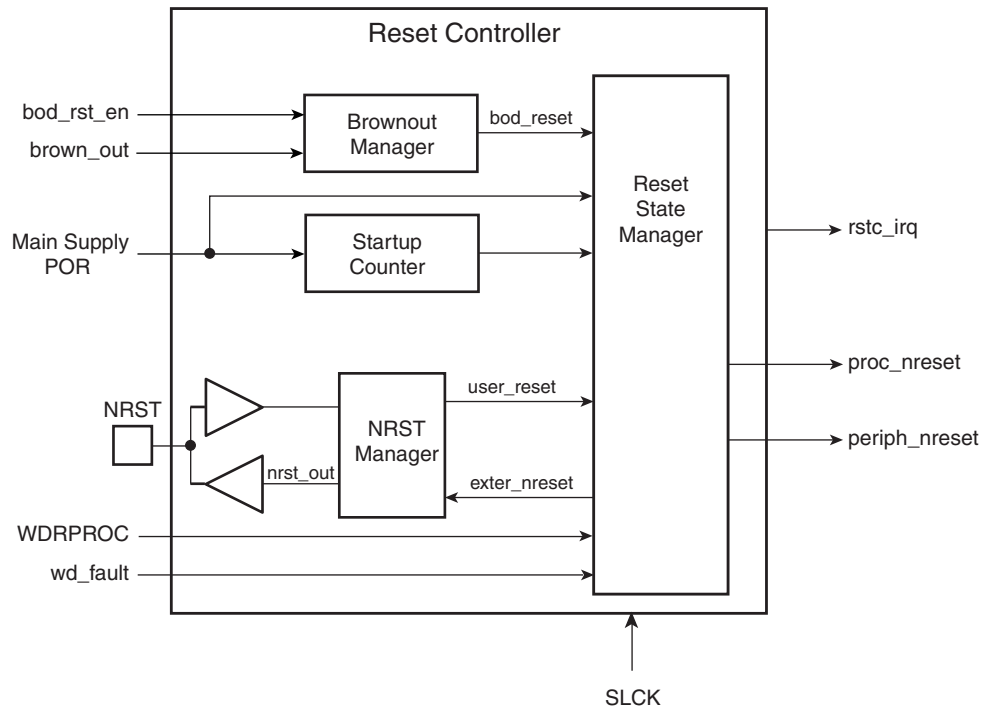 Reset Controller
bod_rst_en
brown_out
Brownout
Manager
bod_reset
Main Supply
POR
Startup
Counter
Reset
State
Manager
rstc_irq
proc_nreset
periph_nreset
NRST
NRST
Manager
user_reset
nrst_out
exter_nreset
WDRPROC
wd_fault
SLCK